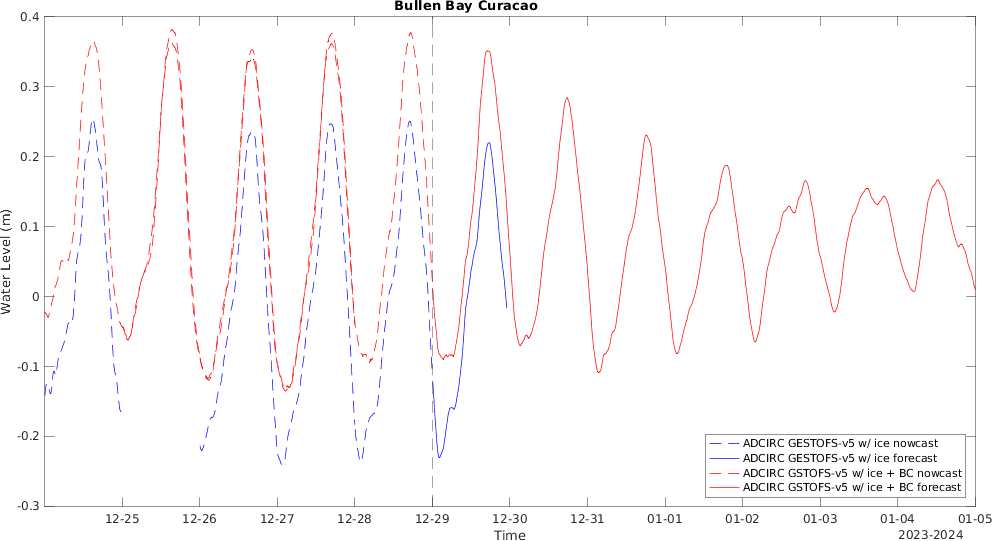 Bullen Bay Curacao
0.4
0.3
0.2
0.1
0
-0.1
-0.2
-0.3
Water Level (m)
ADCIRC GESTOFS-v5 w/ ice nowcast
ADCIRC GESTOFS-v5 w/ ice forecast
ADCIRC GSTOFS-v5 w/ ice + BC nowcast
ADCIRC GSTOFS-v5 w/ ice + BC forecast
12-25 12-26 12-27 12-28 12-29 12-30 12-31 01-01 01-02 01-03 01-04 01-05
Time
2023-2024